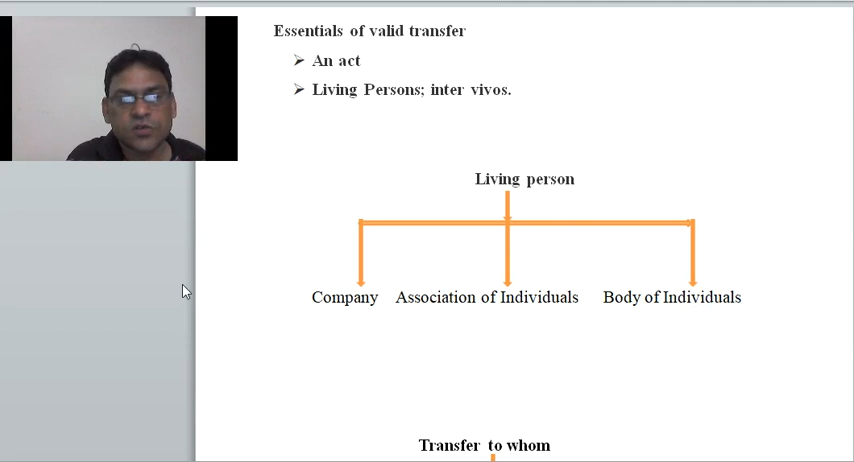 Essentials of valid transfer
➢ An act
➢ Living Persons; inter vivos.
Living person
Company Association of Individuals Body of Individuals
Transfer to whom